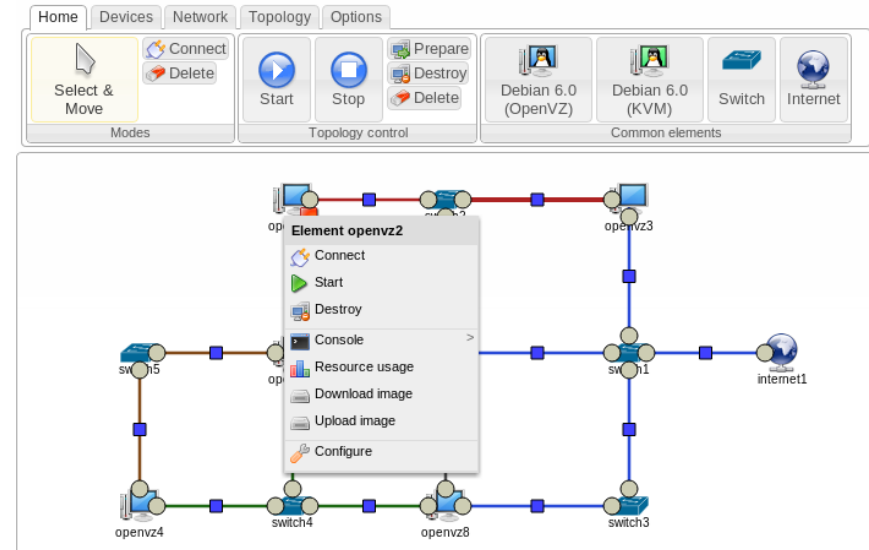 Home Devices Network Topology Options
Connect
Delete
Select &
Move
Modes
Start
Stop
Prepare
Destroy
Delete
Topology control
Debian 6.0
(OpenVZ)
Debian 6.0
(KVM)
Switch
Internet
Common elements
openvz3
Element openvz2
Connect
Start
Destroy
Console >
Resource usage
Download image
Upload image
Configure
switch5
switch1
internet1
openvz4
switch4
openvz8
switch3